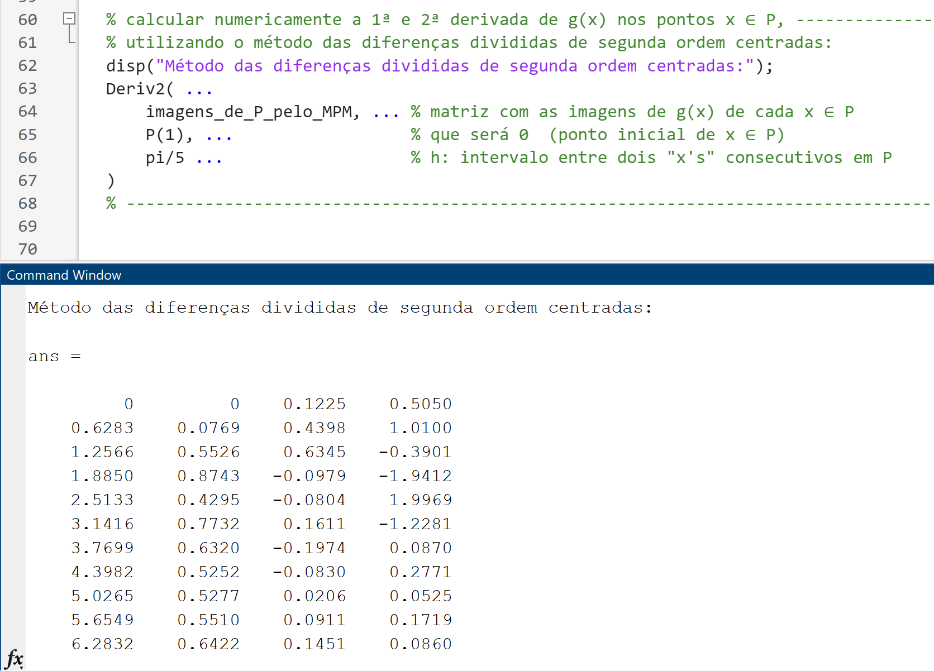 60 % calcular numericamente a 1ª e 2ª derivada de g(x) nos pontos x ∈ P, --------------
61 % utilizando o método das diferenças divididas de segunda ordem centradas:
62 disp("Método das diferenças divididas de segunda ordem centradas:");
63 Deriv2( ...
64 imagens_de_P_pelo_MPM, ... % matriz com as imagens de g(x) de cada x ∈ P
65 P(1), ... % que será 0 (ponto inicial de x ∈ P)
66 pi/5 ... % h: intervalo entre dois "x's" consecutivos em P
67 )
68 % ----------------------------------------------------------------------------------
69
70
Command Window
Método das diferenças divididas de segunda ordem centradas:
ans =
0 0 0.1225 0.5050
0.6283 0.0769 0.4398 1.0100
1.2566 0.5526 0.6345 -0.3901
1.8850 0.8743 -0.0979 -1.9412
2.5133 0.4295 -0.0804 1.9969
3.1416 0.7732 0.1611 -1.2281
3.7699 0.6320 -0.1974 0.0870
4.3982 0.5252 -0.0830 0.2771
5.0265 0.5277 0.0206 0.0525
5.6549 0.5510 0.0911 0.1719
6.2832 0.6422 0.1451 0.0860
fx